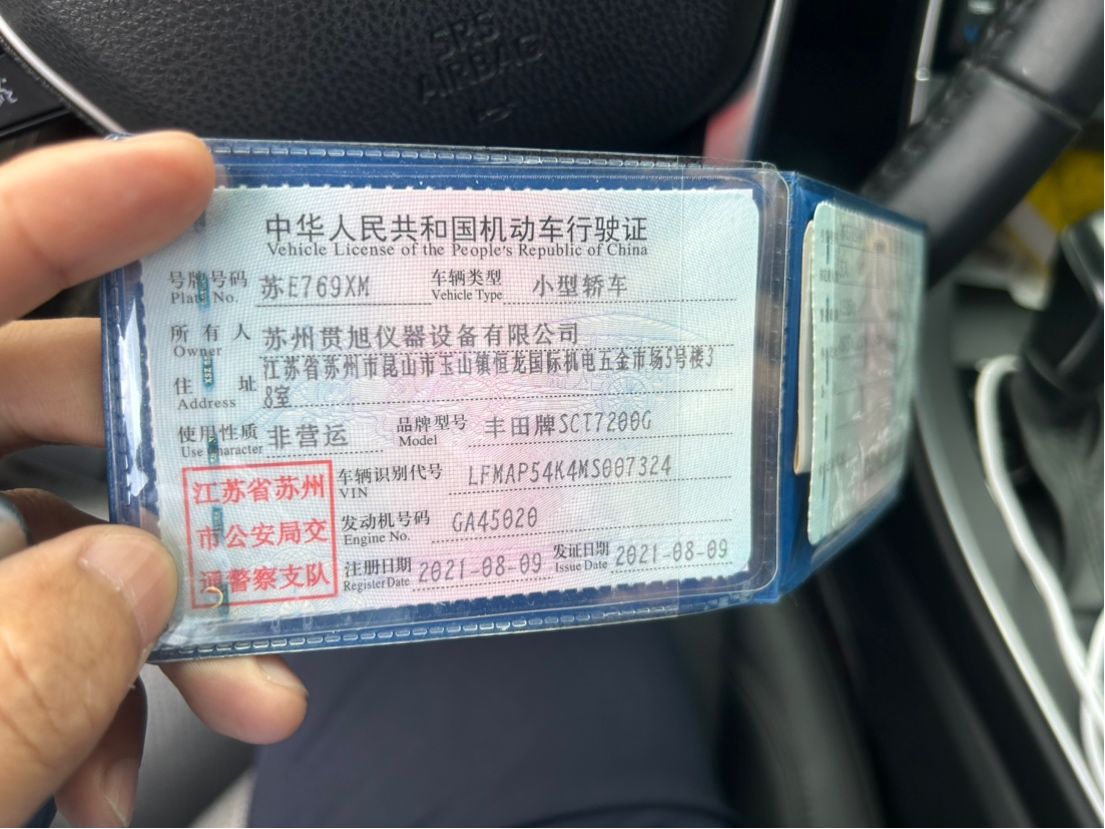 SRS
AIRBAG
中华人民共和国机动车行驶证
Vehicle License of the People's Republic of China
号牌号码 苏E769XM 车辆类型 小型轿车
Plate No. Vehicle Type
所有人 苏州贯旭仪器设备有限公司
Owner
住址 江苏省苏州市昆山市玉山镇恒龙国际机电五金市场5号楼3
Address 8室
使用性质 非营运 品牌型号 丰田牌SCT7200G
Use Character Model
江苏省苏州
市公安局交
通警察支队
车辆识别代号 LFMAP54K4MS007324
VIN
发动机号码 GA45020
Engine No.
注册日期 2021-08-09 发证日期 2021-08-09
Register Date Issue Date